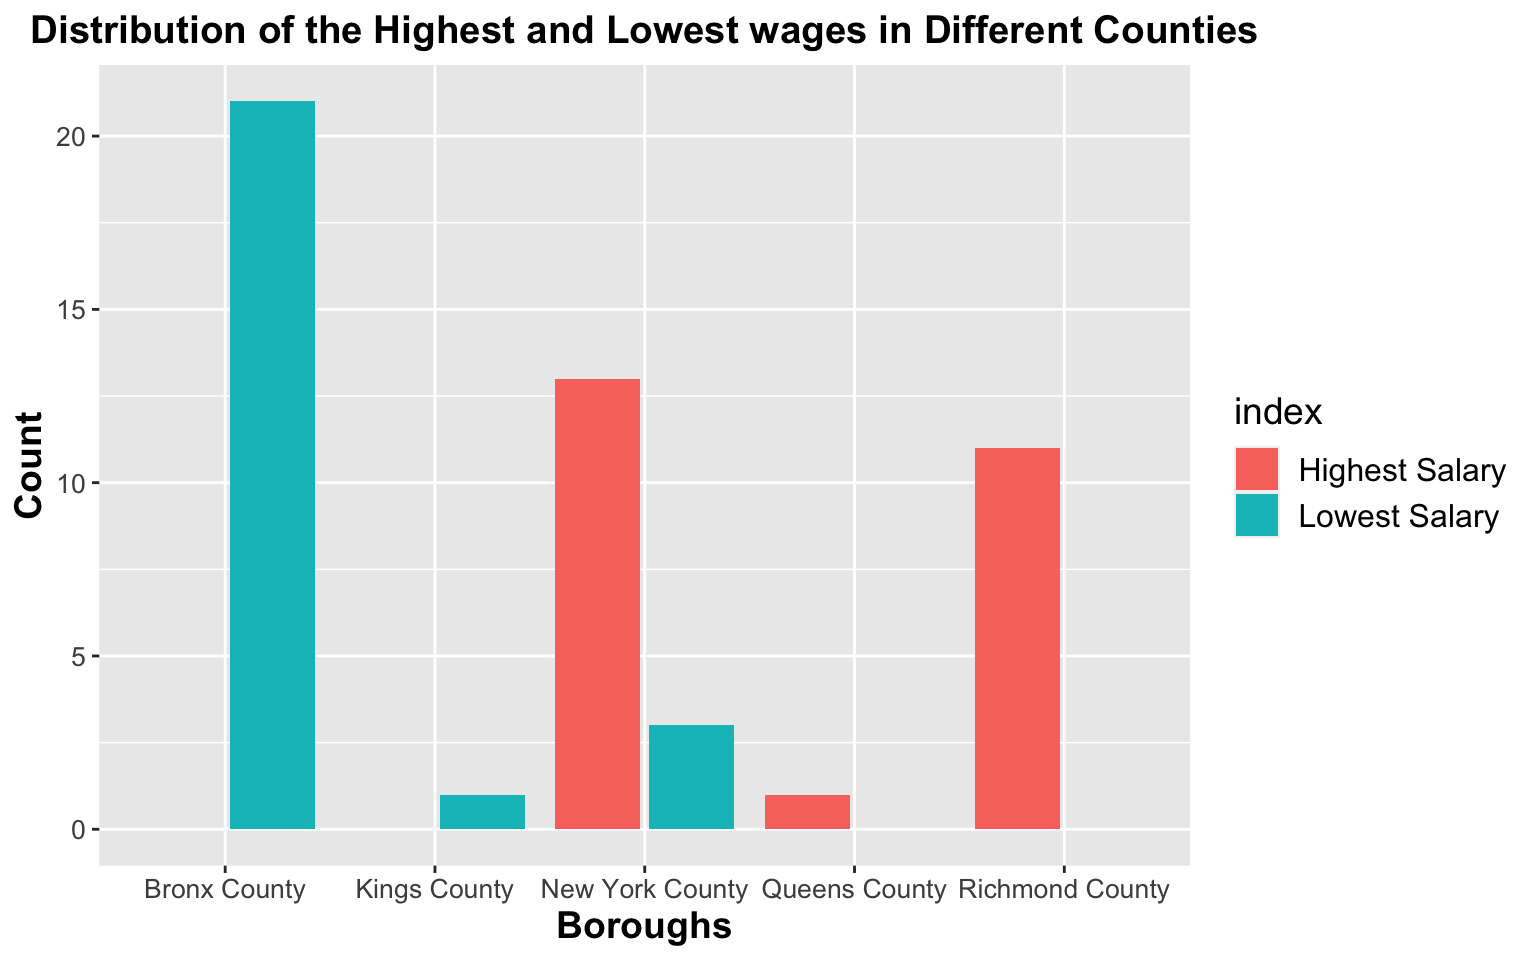 Distribution of the Highest and Lowest wages in Different Counties
Count
20
15
10
5
0
Bronx County Kings County New York County Queens County Richmond County
Boroughs
index
Highest Salary
Lowest Salary